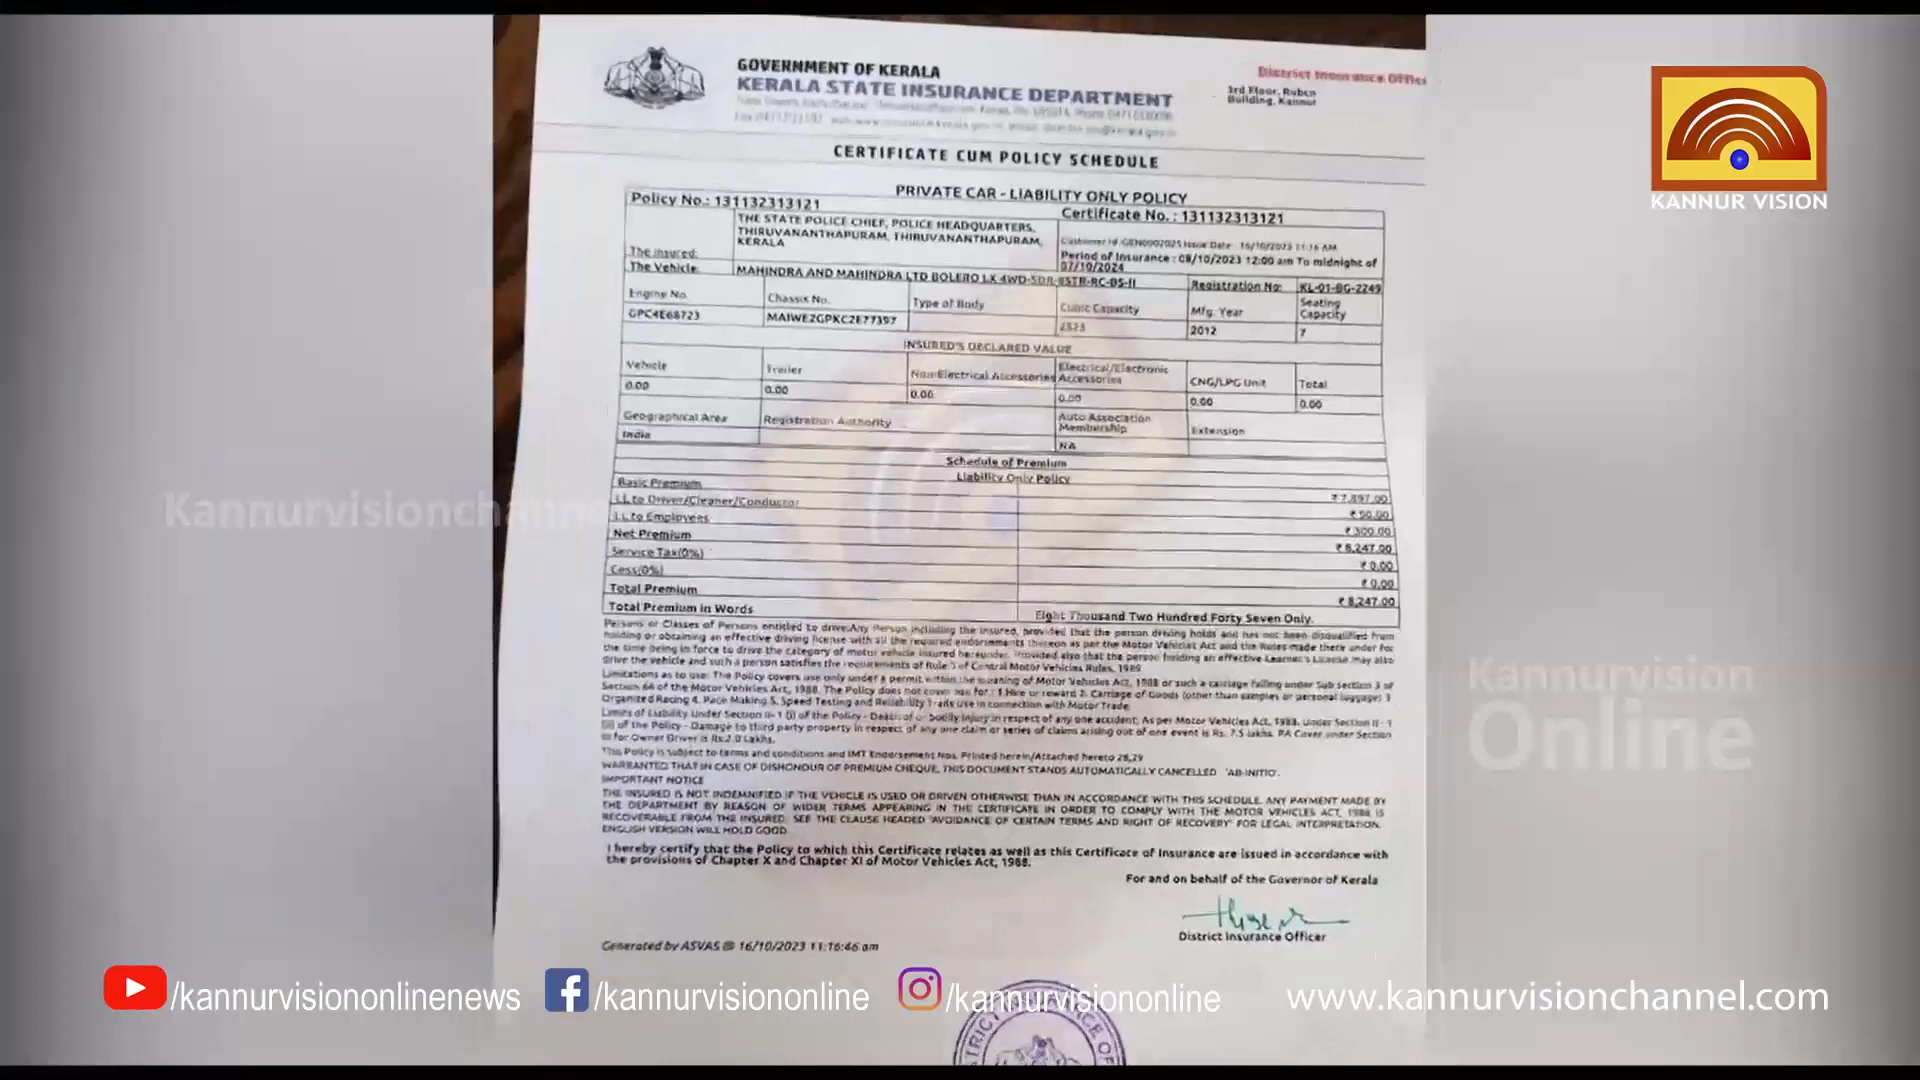 GOVERNMENT OF KERALA
KERALA STATE INSURANCE DEPARTMENT
District Insurance Office
3rd Floor, Rubco
Building, Kannur
KANNUR VISION
CERTIFICATE CUM POLICY SCHEDULE
PRIVATE CAR - LIABILITY ONLY POLICY
Policy No.: 131132313121
Certificate No. : 131132313121
The Insured:
THE STATE POLICE CHIEF, POLICE HEADQUARTERS,
THIRUVANANTHAPURAM, THIRUVANANTHAPURAM,
KERALA
Customer Id :GEN0002025 Issue Date : 16/10/2023 11:16 AM
Period of Insurance : 08/10/2023 12:00 am To midnight of
07/10/2024
The Vehicle: MAHINDRA AND MAHINDRA LTD BOLERO LX 4WD-5DR-8STR-RC-BS-II Registration No: KL-01-BG-2249
Engine No. Chassis No. Type of Body Cubic Capacity Mfg. Year Seating Capacity
GPC4E68723 MAIWE2GPKC2E77397 2523 2012 7
INSURED'S DECLARED VALUE
Vehicle Trailer Non-Electrical Accessories Electrical/Electronic Accessories CNG/LPG Unit Total
0.00 0.00 0.00 0.00 0.00 0.00
Geographical Area Registration Authority Auto Association Membership Extension
India NA
Schedule of Premium
Liability Only Policy
Basic Premium ₹ 7,897.00
LL to Driver/Cleaner/Conductor ₹ 50.00
LL to Employees ₹ 300.00
Net Premium ₹ 8,247.00
Service Tax(0%) ₹ 0.00
Cess(0%) ₹ 0.00
Total Premium ₹ 8,247.00
Total Premium in Words Eight Thousand Two Hundred Forty Seven Only.
Persons or Classes of Persons entitled to drive:Any Person including the insured, provided that the person driving holds and has not been disqualified from
holding or obtaining an effective driving license with all the required endorsements thereon as per the Motor Vehicles Act and the Rules made there under for
the time being in force to drive the category of motor vehicle insured hereunder. Provided also that the person holding an effective Learner's License may also
drive the vehicle and such a person satisfies the requirements of Rule 3 of Central Motor Vehicles Rules, 1989
Limitations as to use: The Policy covers use only under a permit within the meaning of Motor Vehicles Act, 1988 or such a carriage falling under Sub section 3 of
Section 66 of the Motor Vehicles Act, 1988. The Policy does not cover use for : 1.Hire or reward 2. Carriage of Goods (other than samples or personal luggage) 3
Organized Racing 4. Pace Making 5. Speed Testing and Reliability Trails use in connection with Motor Trade
Limits of Liability Under Section II- 1 (i) of the Policy - Death of or bodily injury in respect of any one accident: As per Motor Vehicles Act, 1988. Under Section II - 1
(ii) of the Policy - Damage to third party property in respect of any one claim or series of claims arising out of one event is Rs. 7.5 lakhs. PA Cover under Section
III for Owner Driver is Rs 2.0 Lakhs.
This Policy is Subject to terms and conditions and IMT Endorsement Nos. Printed herein/Attached hereto 28,29
WARRANTED THAT IN CASE OF DISHONOUR OF PREMIUM CHEQUE, THIS DOCUMENT STANDS AUTOMATICALLY CANCELLED 'AB-INITIO'.
IMPORTANT NOTICE
THE INSURED IS NOT INDEMNIFIED IF THE VEHICLE IS USED OR DRIVEN OTHERWISE THAN IN ACCORDANCE WITH THIS SCHEDULE. ANY PAYMENT MADE BY
THE DEPARTMENT BY REASON OF WIDER TERMS APPEARING IN THE CERTIFICATE IN ORDER TO COMPLY WITH THE MOTOR VEHICLES ACT, 1988 IS
RECOVERABLE FROM THE INSURED. SEE THE CLAUSE HEADED 'AVOIDANCE OF CERTAIN TERMS AND RIGHT OF RECOVERY' FOR LEGAL INTERPRETATION,
ENGLISH VERSION WILL HOLD GOOD
I hereby certify that the Policy to which this Certificate relates as well as this Certificate of Insurance are issued in accordance with
the provisions of Chapter X and Chapter XI of Motor Vehicles Act, 1988.
For and on behalf of the Governor of Kerala
District Insurance Officer
Generated by ASVAS @ 16/10/2023 11:16:46 am
Kannurvisionchann
Kannurvision
Online
/kannurvisiononlinenews
/kannurvisiononline
/kannurvisiononline
www.kannurvisionchannel.com